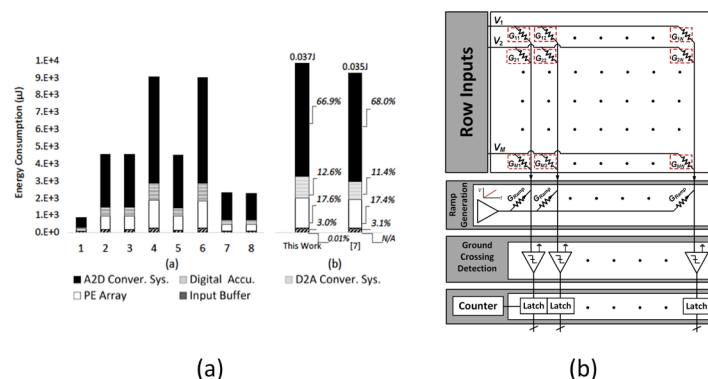 Energy Consumption (µJ)
1.E+4
9.E+3
8.E+3
7.E+3
6.E+3
5.E+3
4.E+3
3.E+3
2.E+3
1.E+3
0.E+0
1 2 3 4 5 6 7 8
(a)
0.037J 0.035J
66.9% 68.0%
12.6% 11.4%
17.6% 17.4%
3.0% 3.1%
0.01% N/A
This Work [7]
(b)
A2D Conver. Sys. Digital Accu. D2A Conver. Sys.
PE Array Input Buffer
(a)
Row Inputs
V1
G11 G12 G1N
V2
G21 G22 G2N
VM
GM1 GM2 GMN
Ramp
Generation
V
GRamp GRamp GRamp
Ground
Crossing
Detection
Counter Latch Latch Latch
(b)